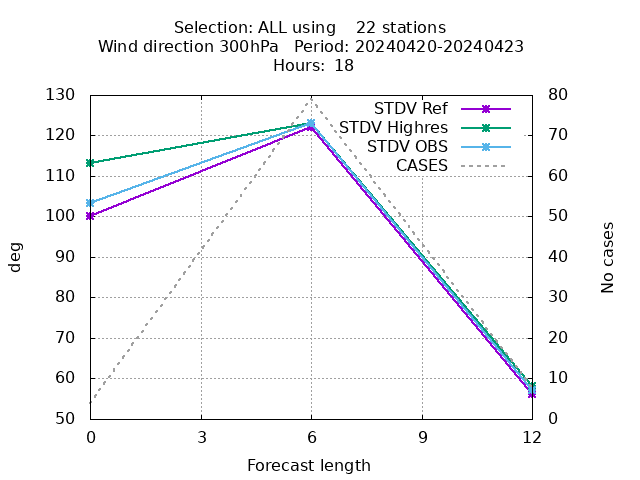 Selection: ALL using    22 stations
Wind direction 300hPa   Period: 20240420-20240423
Hours: 18
130
120
110
100
90
80
70
60
50
80
70
60
50
40
30
20
10
0
STDV Ref
STDV Highres
STDV OBS
CASES
deg
No cases
0 3 6 9 12
Forecast length